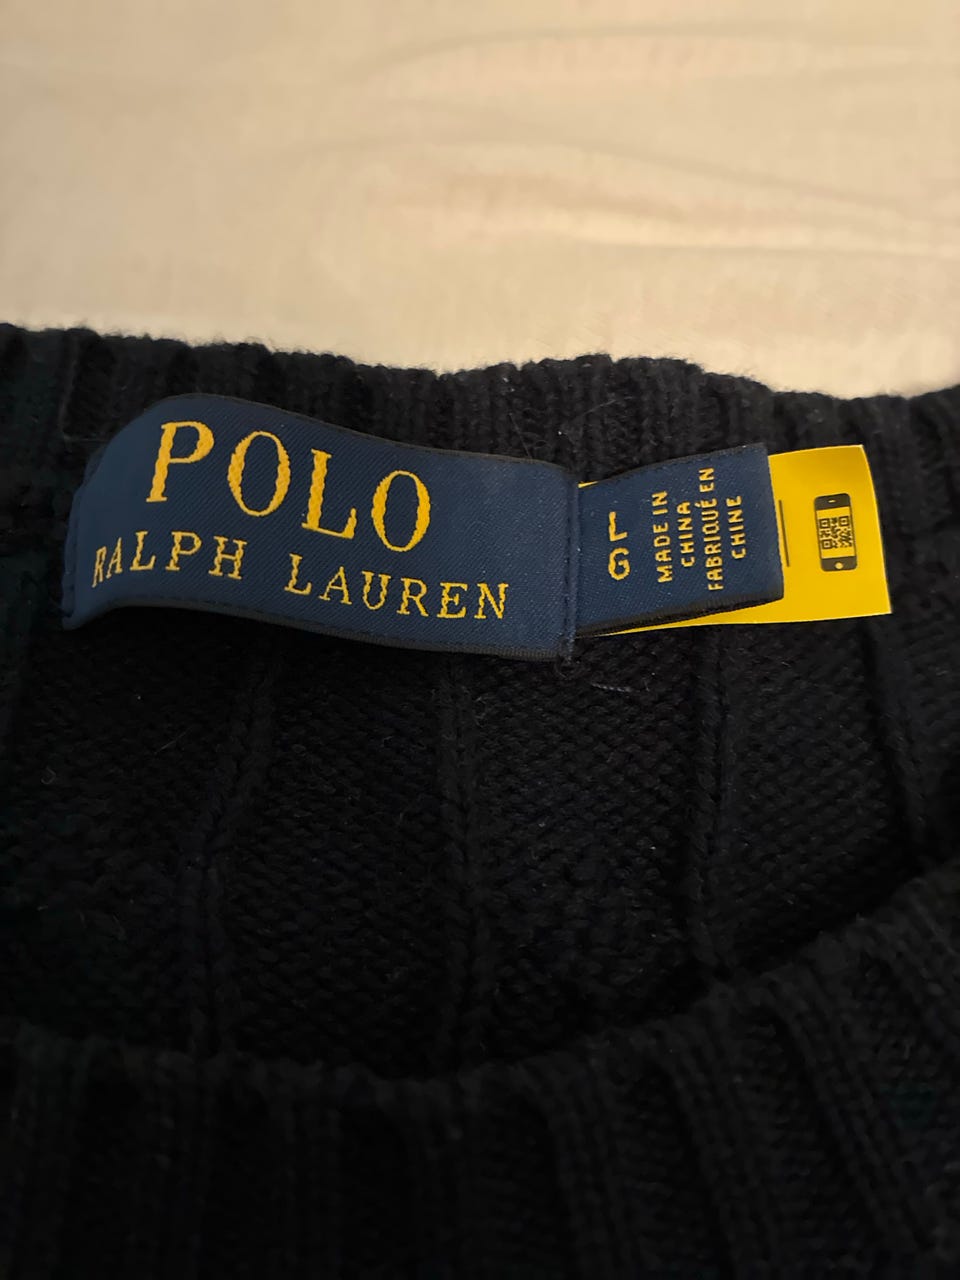 POLO
RALPH LAUREN
L
G
MADE IN
CHINA
FABRIQUÉ EN
CHINE